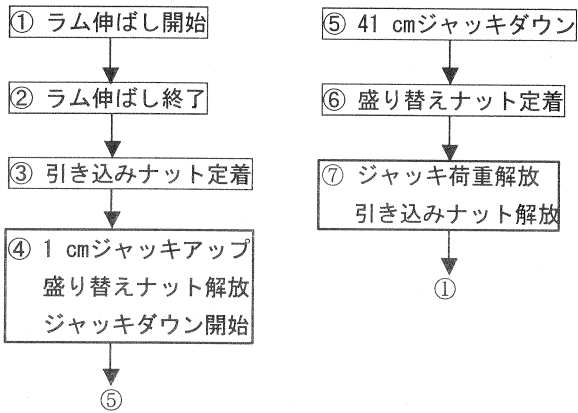 ① ラム伸ばし開始
② ラム伸ばし終了
③ 引き込みナット定着
④ 1 cmジャッキアップ
盛り替えナット解放
ジャッキダウン開始
⑤
⑤ 41 cmジャッキダウン
⑥ 盛り替えナット定着
⑦ ジャッキ荷重解放
引き込みナット解放
①